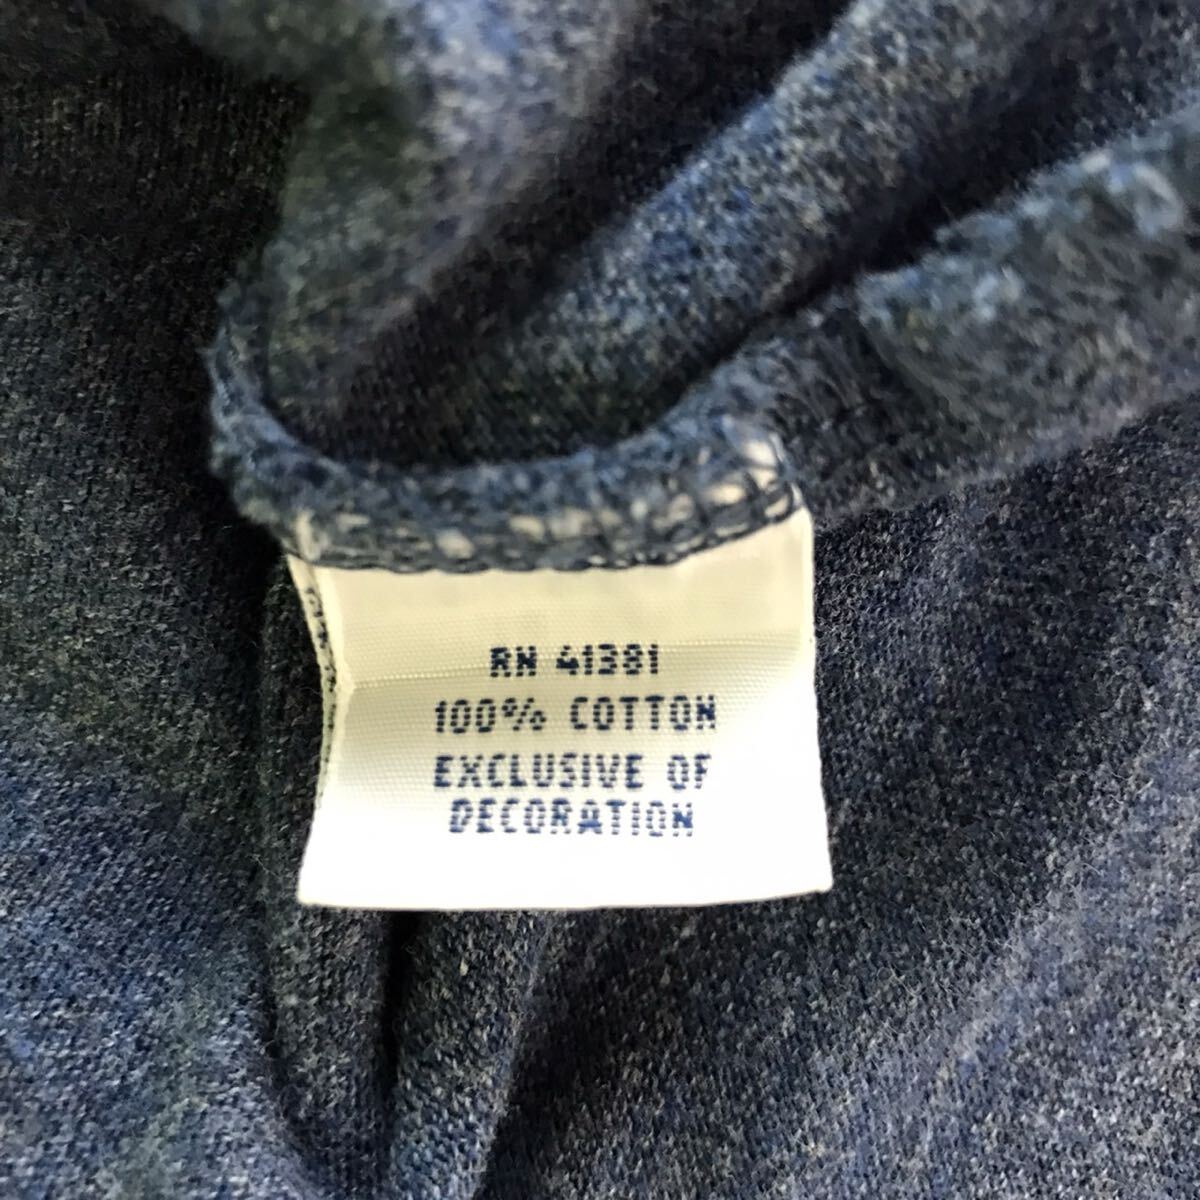 RN 41381
100% COTTON
EXCLUSIVE OF
DECORATION